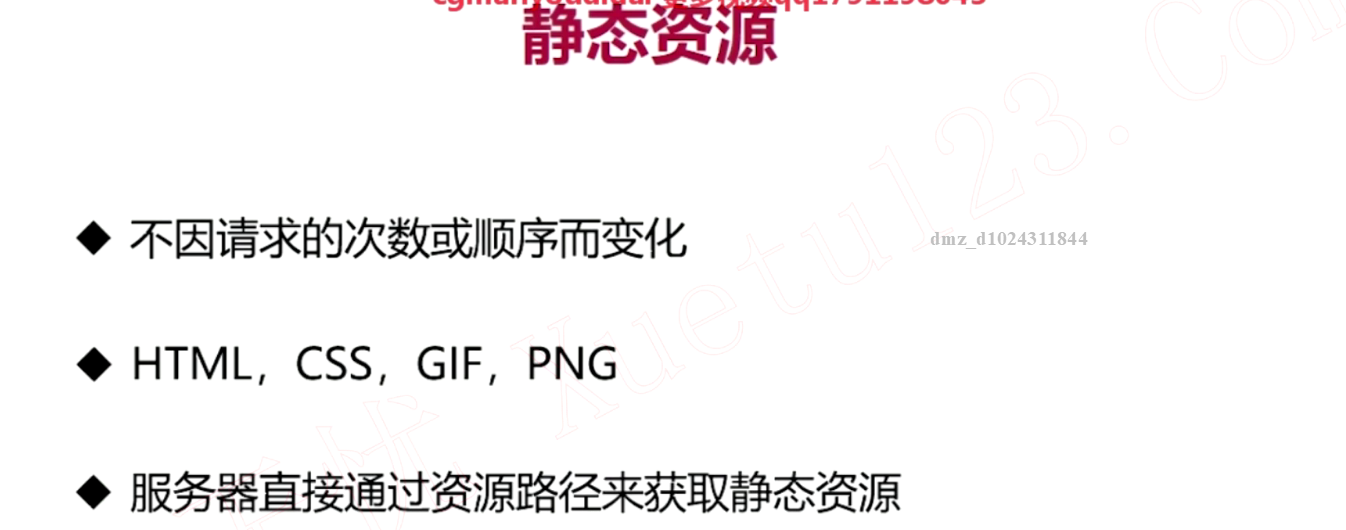 静态资源
◆ 不因请求的次数或顺序而变化
dmz_d1024311844
◆ HTML，CSS，GIF，PNG
Xuetu123.Com
◆ 服务器直接通过资源路径来获取静态资源